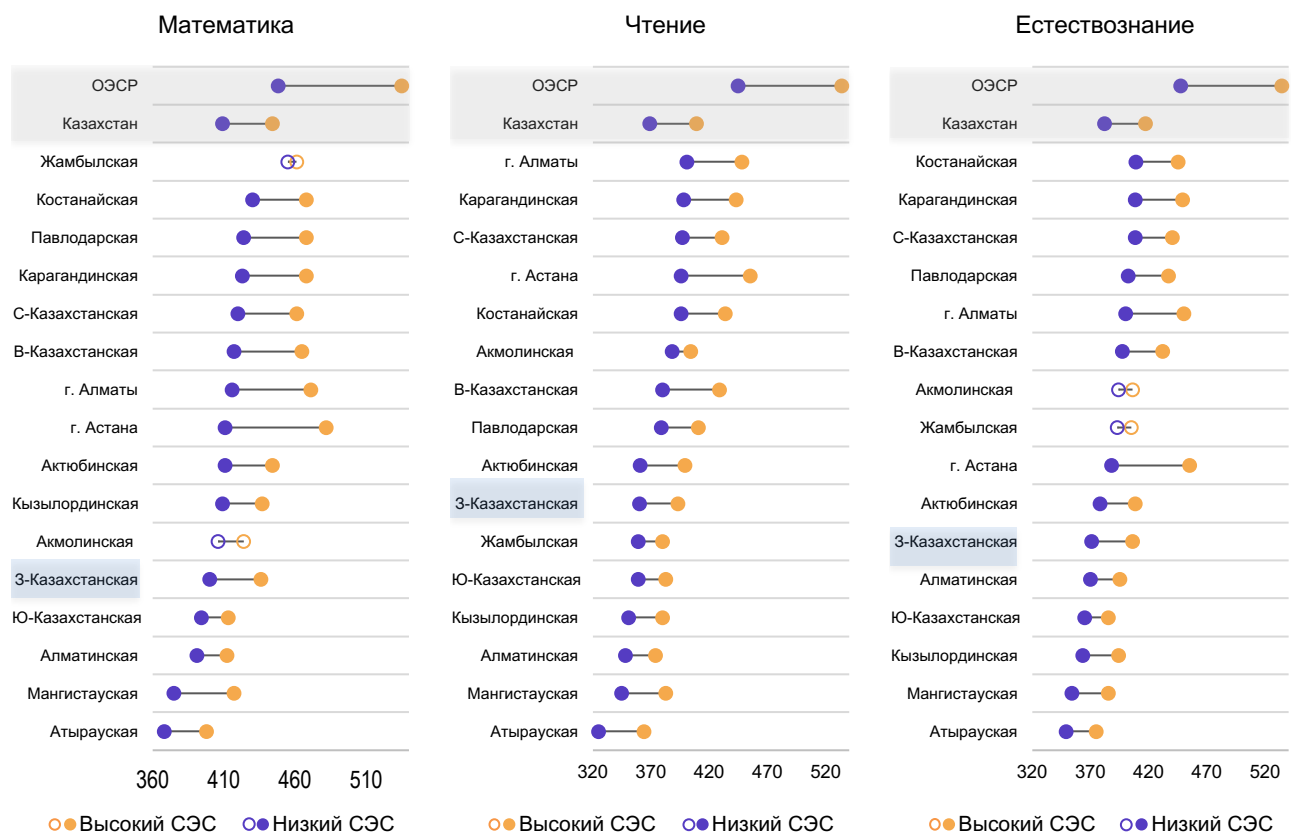 Математика
ОЭСР
Казахстан
Жамбылская
Костанайская
Павлодарская
Карагандинская
С-Казахстанская
В-Казахстанская
г. Алматы
г. Астана
Актюбинская
Кызылординская
Акмолинская
З-Казахстанская
Ю-Казахстанская
Алматинская
Мангистауская
Атырауская
360 410 460 510
Высокий СЭС Низкий СЭС
Чтение
ОЭСР
Казахстан
г. Алматы
Карагандинская
С-Казахстанская
г. Астана
Костанайская
Акмолинская
В-Казахстанская
Павлодарская
Актюбинская
З-Казахстанская
Жамбылская
Ю-Казахстанская
Кызылординская
Алматинская
Мангистауская
Атырауская
320 370 420 470 520
Высокий СЭС Низкий СЭС
Естествознание
ОЭСР
Казахстан
Костанайская
Карагандинская
С-Казахстанская
Павлодарская
г. Алматы
В-Казахстанская
Акмолинская
Жамбылская
г. Астана
Актюбинская
З-Казахстанская
Алматинская
Ю-Казахстанская
Кызылординская
Мангистауская
Атырауская
320 370 420 470 520
Высокий СЭС Низкий СЭС